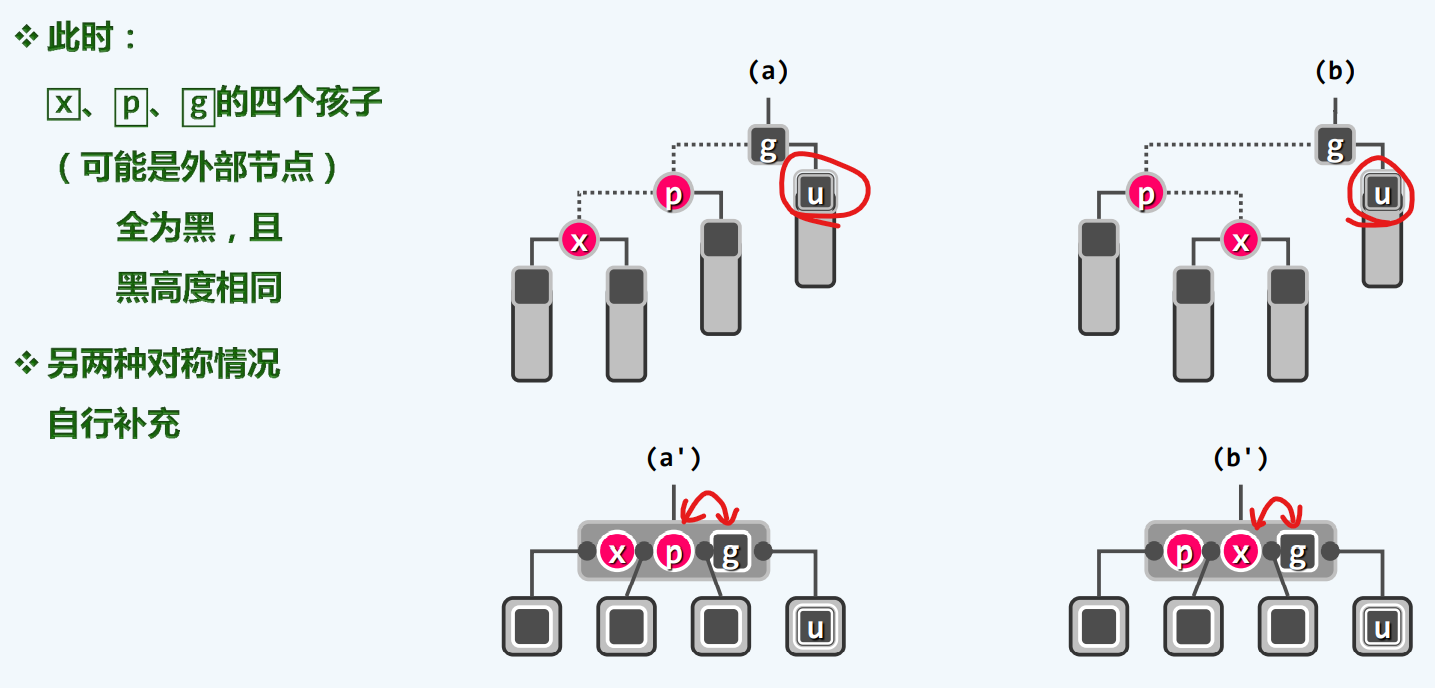 ❖ 此时：
x、p、g的四个孩子
（可能是外部节点）
全为黑，且
黑高度相同
❖ 另两种对称情况
自行补充
(a)
g
p
u
x
(b)
g
p
u
x
(a')
x p g
u
(b')
p x g
u